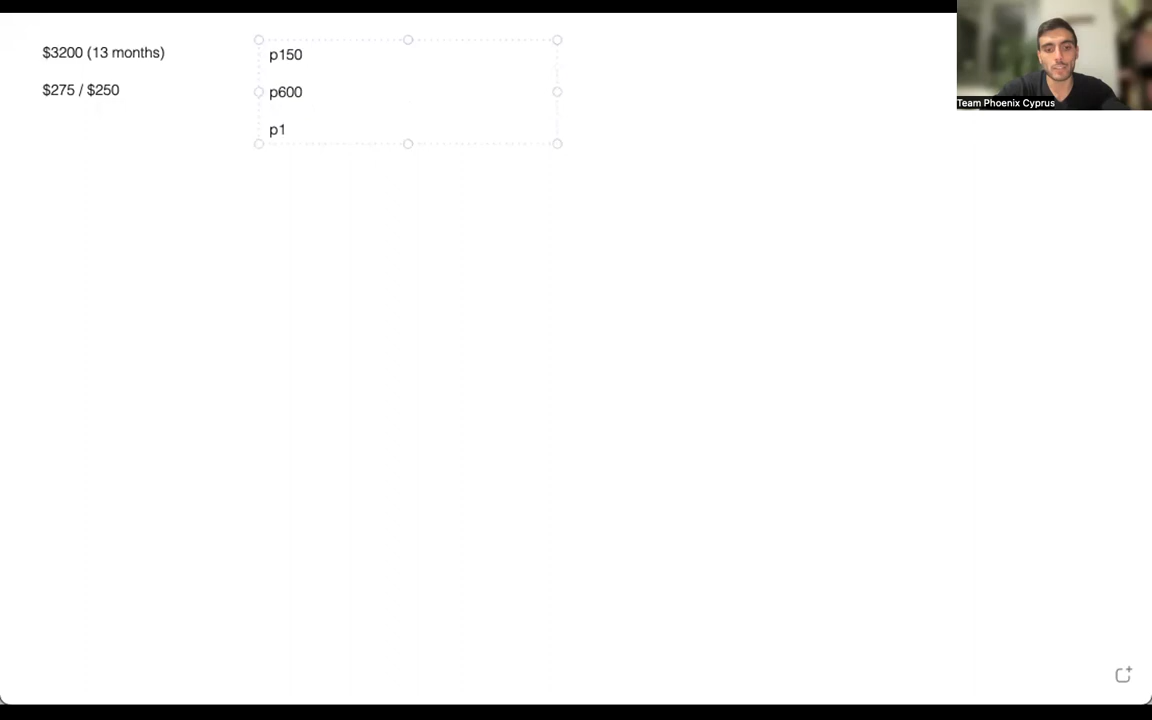 $3200 (13 months)
$275 / $250
p150
p600
p1
Team Phoenix Cyprus